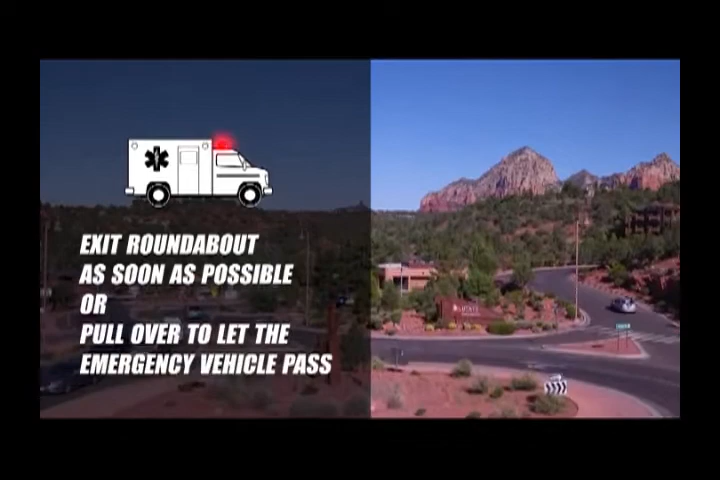 EXIT ROUNDABOUT
AS SOON AS POSSIBLE
OR
PULL OVER TO LET THE
EMERGENCY VEHICLE PASS